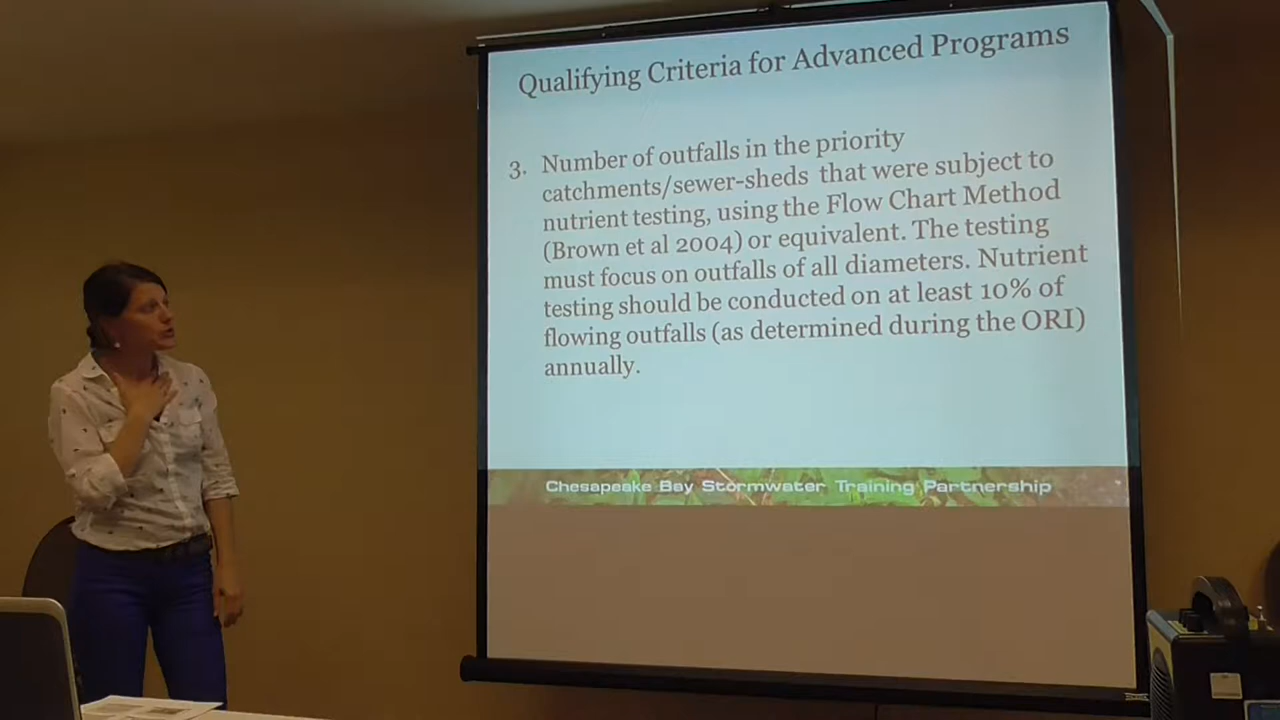 Qualifying Criteria for Advanced Programs
3. Number of outfalls in the priority
catchments/sewer-sheds that were subject to
nutrient testing, using the Flow Chart Method
(Brown et al 2004) or equivalent. The testing
must focus on outfalls of all diameters. Nutrient
testing should be conducted on at least 10% of
flowing outfalls (as determined during the ORI)
annually.
Chesapeake Bay Stormwater Training Partnership